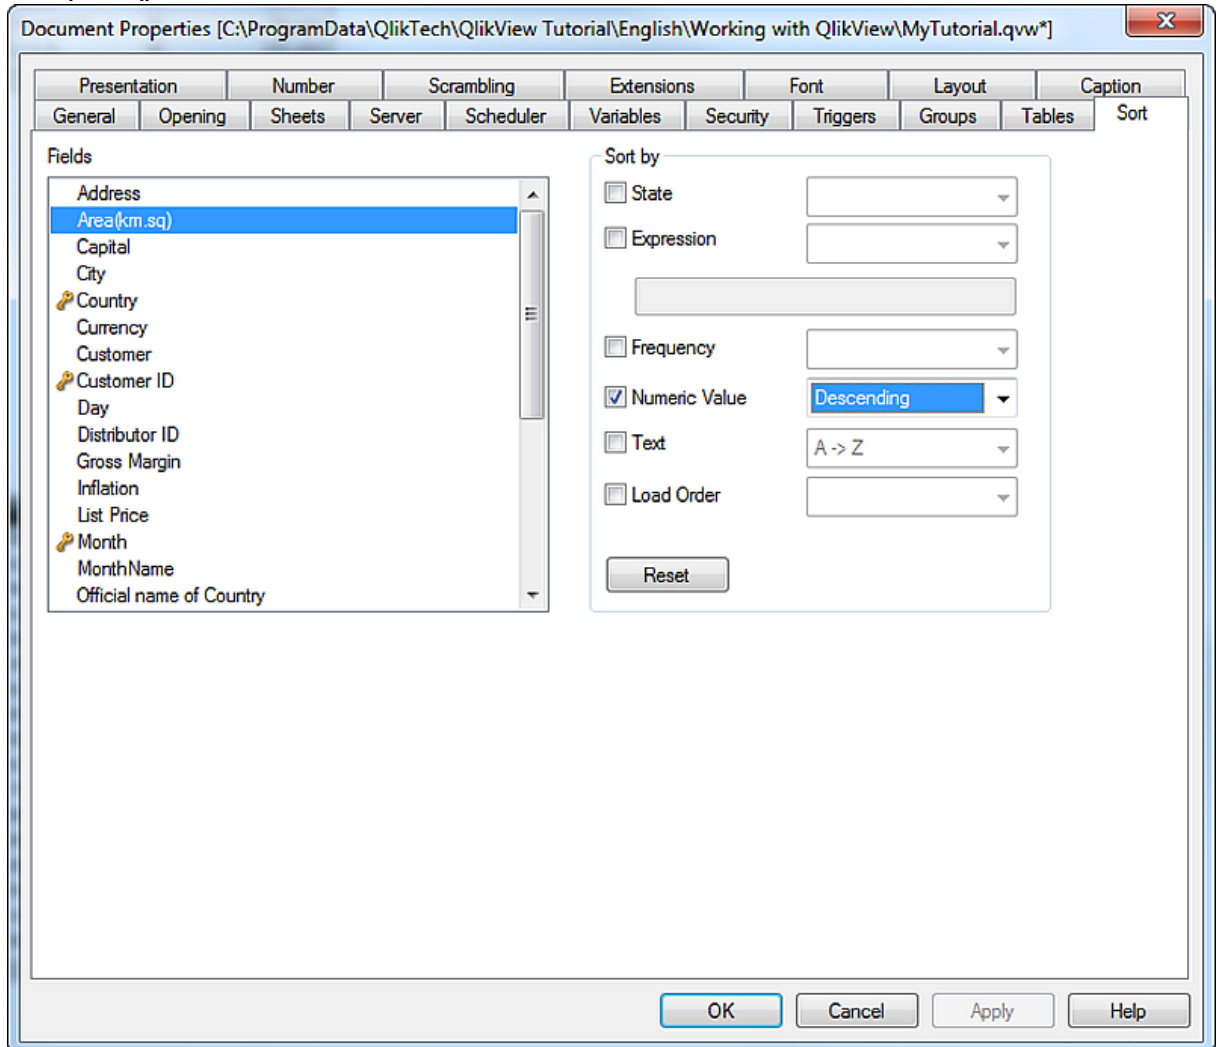 Document Properties [C:\ProgramData\QlikTech\QlikView Tutorial\English\Working with QlikView\MyTutorial.qvw*]
Presentation Number Scrambling Extensions Font Layout Caption
General Opening Sheets Server Scheduler Variables Security Triggers Groups Tables Sort
Fields
Address
Area(km.sq)
Capital
City
Country
Currency
Customer
Customer ID
Day
Distributor ID
Gross Margin
Inflation
List Price
Month
MonthName
Official name of Country
Sort by
State
Expression
Frequency
Numeric Value Descending
Text A -> Z
Load Order
Reset
OK Cancel Apply Help